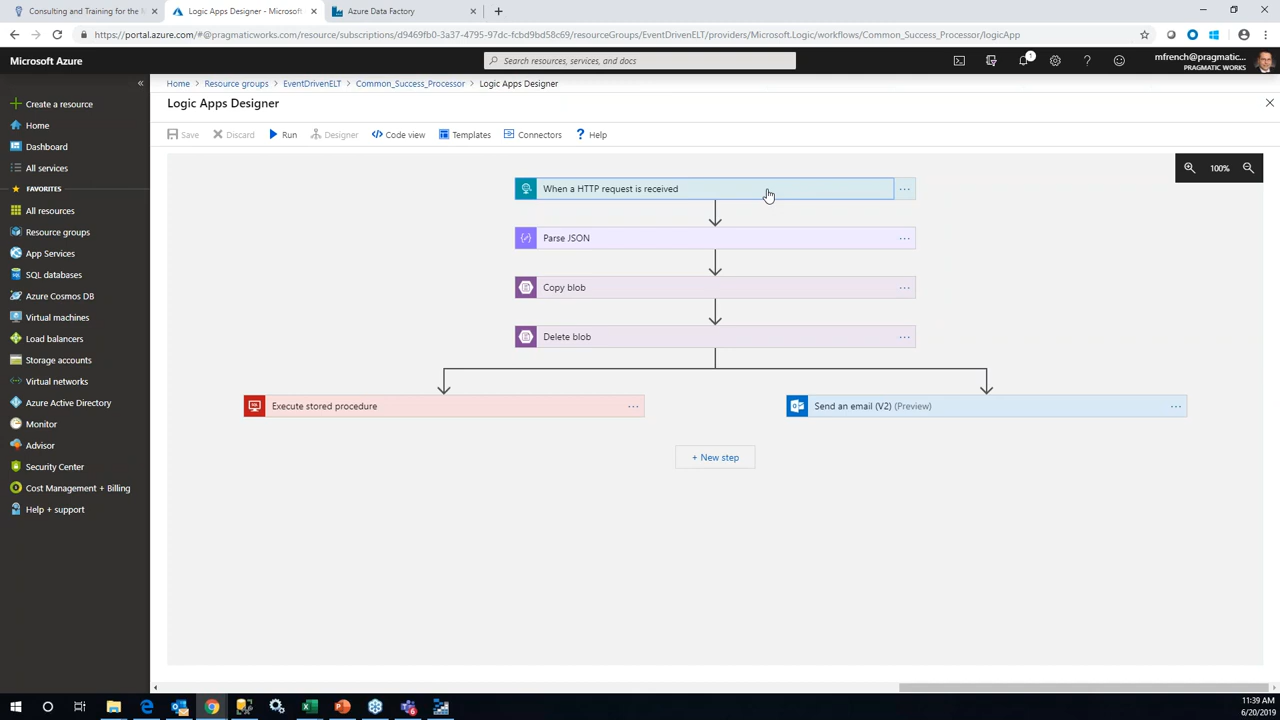 Consulting and Training for the M
Logic Apps Designer - Microsoft
Azure Data Factory
https://portal.azure.com/#@pragmaticworks.com/resource/subscriptions/d9469fb0-3a37-4795-97dc-fcbd9bd58c69/resourceGroups/EventDrivenELT/providers/Microsoft.Logic/workflows/Common_Success_Processor/logicApp
Microsoft Azure
Search resources, services, and docs
1
mfrench@pragmatic...
PRAGMATIC WORKS
Create a resource
Home
Dashboard
All services
FAVORITES
All resources
Resource groups
App Services
SQL databases
Azure Cosmos DB
Virtual machines
Load balancers
Storage accounts
Virtual networks
Azure Active Directory
Monitor
Advisor
Security Center
Cost Management + Billing
Help + support
Home
Resource groups
EventDrivenELT
Common_Success_Processor
Logic Apps Designer
Logic Apps Designer
Save
Discard
Run
Designer
Code view
Templates
Connectors
Help
100%
When a HTTP request is received
Parse JSON
Copy blob
Delete blob
Execute stored procedure
Send an email (V2) (Preview)
+ New step
11:39 AM
6/20/2019